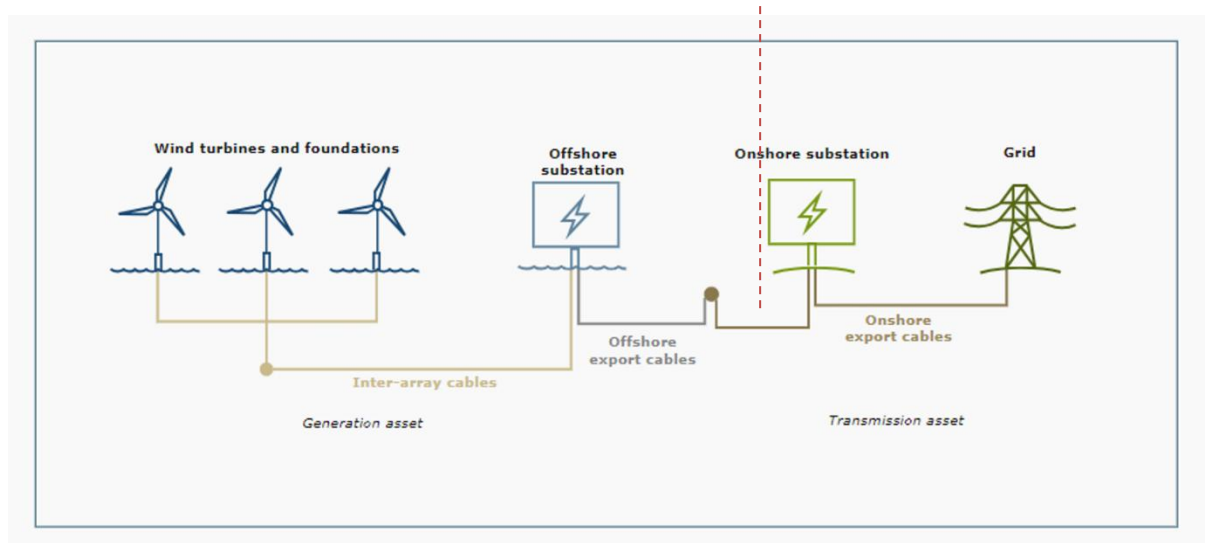 Wind turbines and foundations
Offshore
substation
Onshore substation
Grid
Offshore
export cables
Onshore
export cables
Inter-array cables
Generation asset
Transmission asset